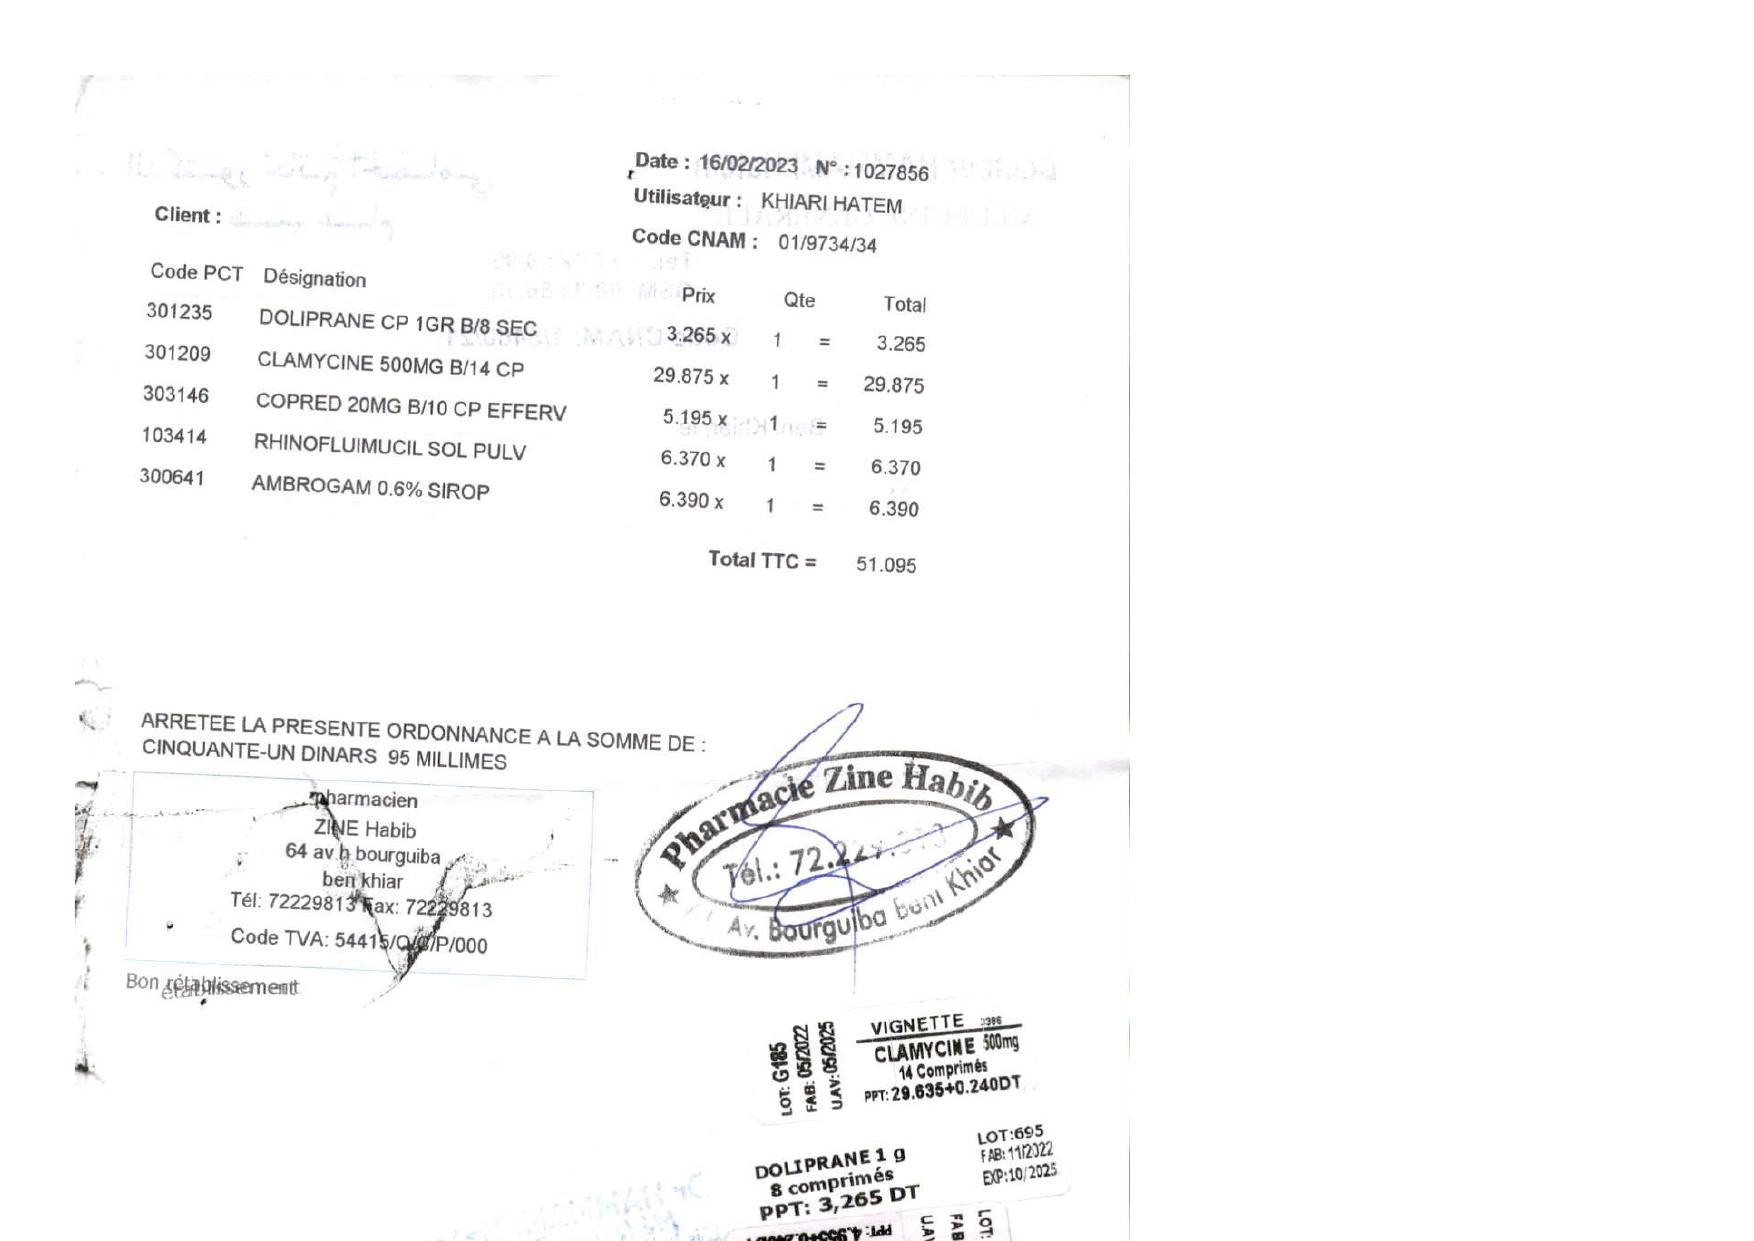 Date : 16/02/2023 N° : 1027856
Utilisateur : KHIARI HATEM
Client :
Code CNAM : 01/9734/34
Code PCT Désignation Prix Qte Total
301235 DOLIPRANE CP 1GR B/8 SEC 3.265 x 1 = 3.265
301209 CLAMYCINE 500MG B/14 CP 29.875 x 1 = 29.875
303146 COPRED 20MG B/10 CP EFFERV 5.195 x 1 = 5.195
103414 RHINOFLUIMUCIL SOL PULV 6.370 x 1 = 6.370
300641 AMBROGAM 0.6% SIROP 6.390 x 1 = 6.390
Total TTC = 51.095
ARRETEE LA PRESENTE ORDONNANCE A LA SOMME DE :
CINQUANTE-UN DINARS 95 MILLIMES
pharmacien
ZINE Habib
64 av.h bourguiba
ben khiar
Tél: 72229813 Fax: 72229813
Code TVA: 54415/Q/C/P/000
Bon rétablissement
etablissement
Pharmacie Zine Habib
Tél.: 72.229.813
Av. Bourguiba Beni Khiar
LOT: G185
FAB: 05/2022
U.AV: 05/2025
VIGNETTE
CLAMYCINE 500mg
14 Comprimés
PPT: 29.635+0.240DT
DOLIPRANE 1 g
8 comprimés
PPT: 3,265 DT
LOT:695
FAB: 11/2022
EXP:10/2025
LOT:
FAB
U.AV